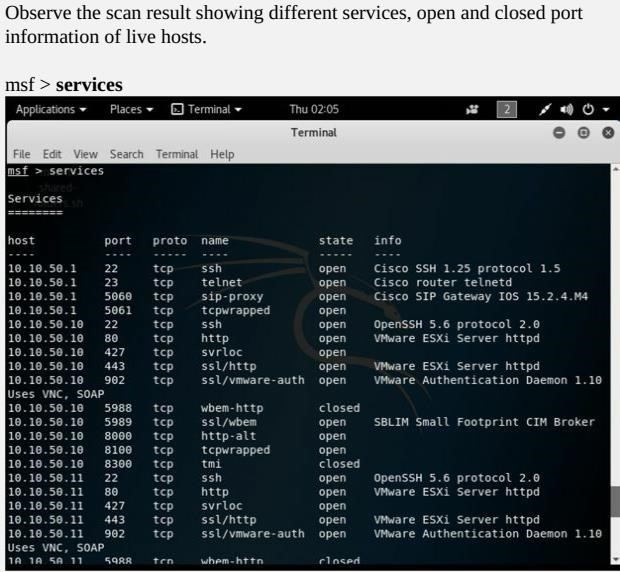 Observe the scan result showing different services, open and closed port
information of live hosts.
msf > services
Applications Places Terminal Thu 02:05 2
Terminal
File Edit View Search Terminal Help
msf > services
Services
========
host port proto name state info
---- ---- ----- ---- ----- ----
10.10.50.1 22 tcp ssh open Cisco SSH 1.25 protocol 1.5
10.10.50.1 23 tcp telnet open Cisco router telnetd
10.10.50.1 5060 tcp sip-proxy open Cisco SIP Gateway IOS 15.2.4.M4
10.10.50.1 5061 tcp tcpwrapped open
10.10.50.10 22 tcp ssh open OpenSSH 5.6 protocol 2.0
10.10.50.10 80 tcp http open VMware ESXi Server httpd
10.10.50.10 427 tcp svrloc open
10.10.50.10 443 tcp ssl/http open VMware ESXi Server httpd
10.10.50.10 902 tcp ssl/vmware-auth open VMware Authentication Daemon 1.10
Uses VNC, SOAP
10.10.50.10 5988 tcp wbem-http closed
10.10.50.10 5989 tcp ssl/wbem open SBLIM Small Footprint CIM Broker
10.10.50.10 8000 tcp http-alt open
10.10.50.10 8100 tcp tcpwrapped open
10.10.50.10 8300 tcp tmi closed
10.10.50.11 22 tcp ssh open OpenSSH 5.6 protocol 2.0
10.10.50.11 80 tcp http open VMware ESXi Server httpd
10.10.50.11 427 tcp svrloc open
10.10.50.11 443 tcp ssl/http open VMware ESXi Server httpd
10.10.50.11 902 tcp ssl/vmware-auth open VMware Authentication Daemon 1.10
Uses VNC, SOAP
10.10.50.11 5988 tcp wbem-http closed